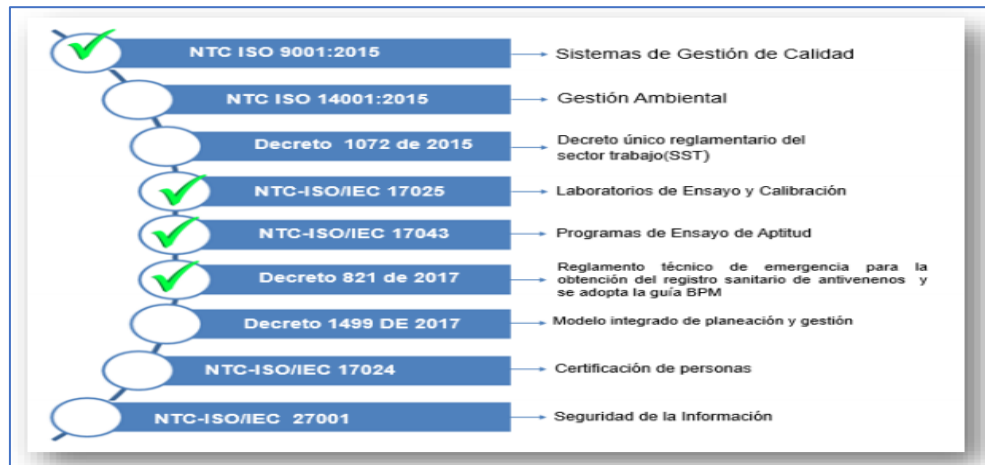 NTC ISO 9001:2015
Sistemas de Gestión de Calidad
NTC ISO 14001:2015
Gestión Ambiental
Decreto 1072 de 2015
Decreto único reglamentario del
sector trabajo(SST)
NTC-ISO/IEC 17025
Laboratorios de Ensayo y Calibración
NTC-ISO/IEC 17043
Programas de Ensayo de Aptitud
Decreto 821 de 2017
Reglamento técnico de emergencia para la
obtención del registro sanitario de antivenenos y
se adopta la guía BPM
Decreto 1499 DE 2017
Modelo integrado de planeación y gestión
NTC-ISO/IEC 17024
Certificación de personas
NTC-ISO/IEC 27001
Seguridad de la Información